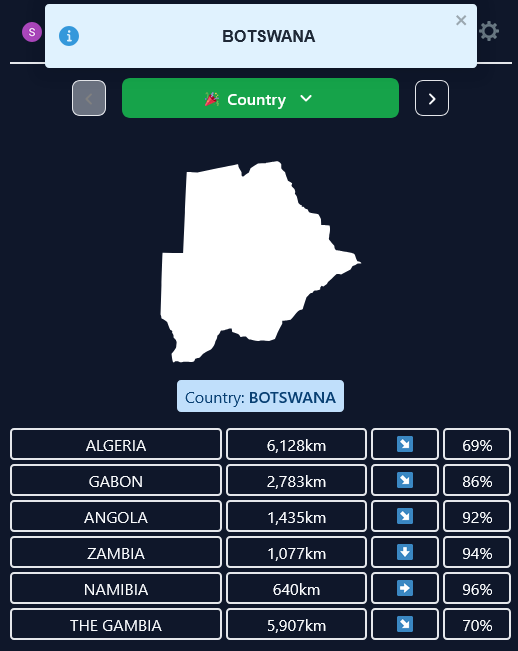 S
BOTSWANA
Country
Country: BOTSWANA
ALGERIA 6,128km 69%
GABON 2,783km 86%
ANGOLA 1,435km 92%
ZAMBIA 1,077km 94%
NAMIBIA 640km 96%
THE GAMBIA 5,907km 70%